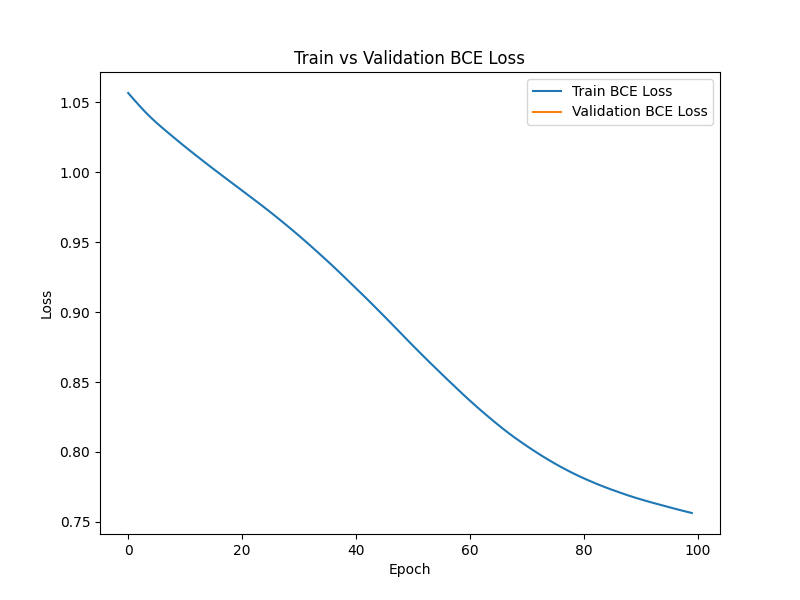 Train vs Validation BCE Loss
Train BCE Loss
Validation BCE Loss
1.05
1.00
0.95
0.90
0.85
0.80
0.75
Loss
0 20 40 60 80 100
Epoch